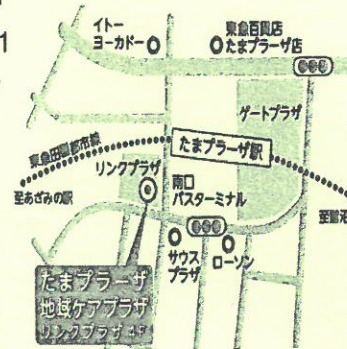 1
イトー
ヨーカドー
東急百貨店
たまプラーザ店
ゲートプラザ
東急田園都市線
たまプラーザ駅
至あざみの駅
リンクプラザ
南口
バスターミナル
サウス
プラザ
ローソン
たまプラーザ
地域ケアプラザ
リンクプラザ